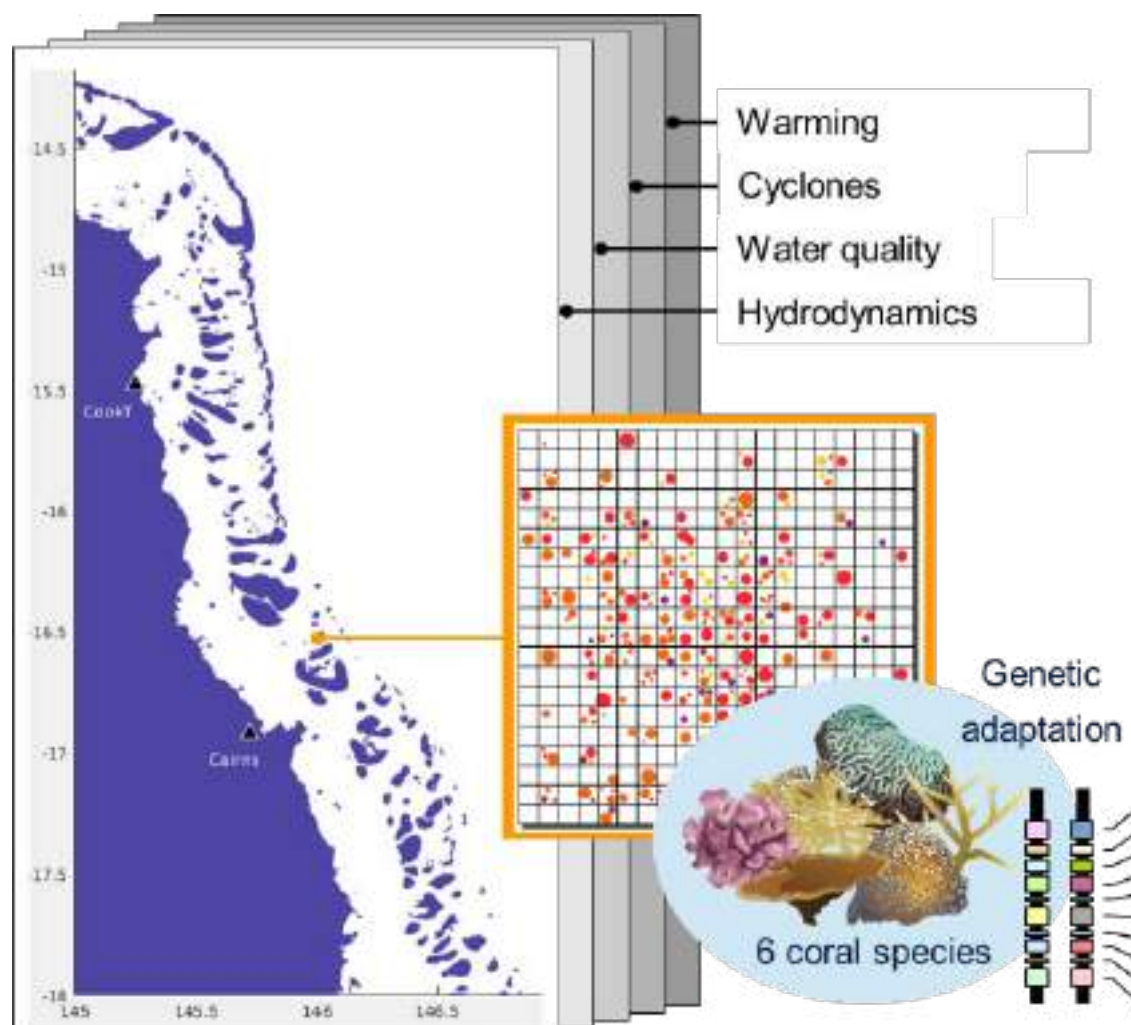 Warming
Cyclones
Water quality
Hydrodynamics
-14.5
-15
-15.5
CookT
-16
-16.5
Genetic
adaptation
-17
Cairns
-17.5
6 coral species
-18
145
145.5
146
146.5